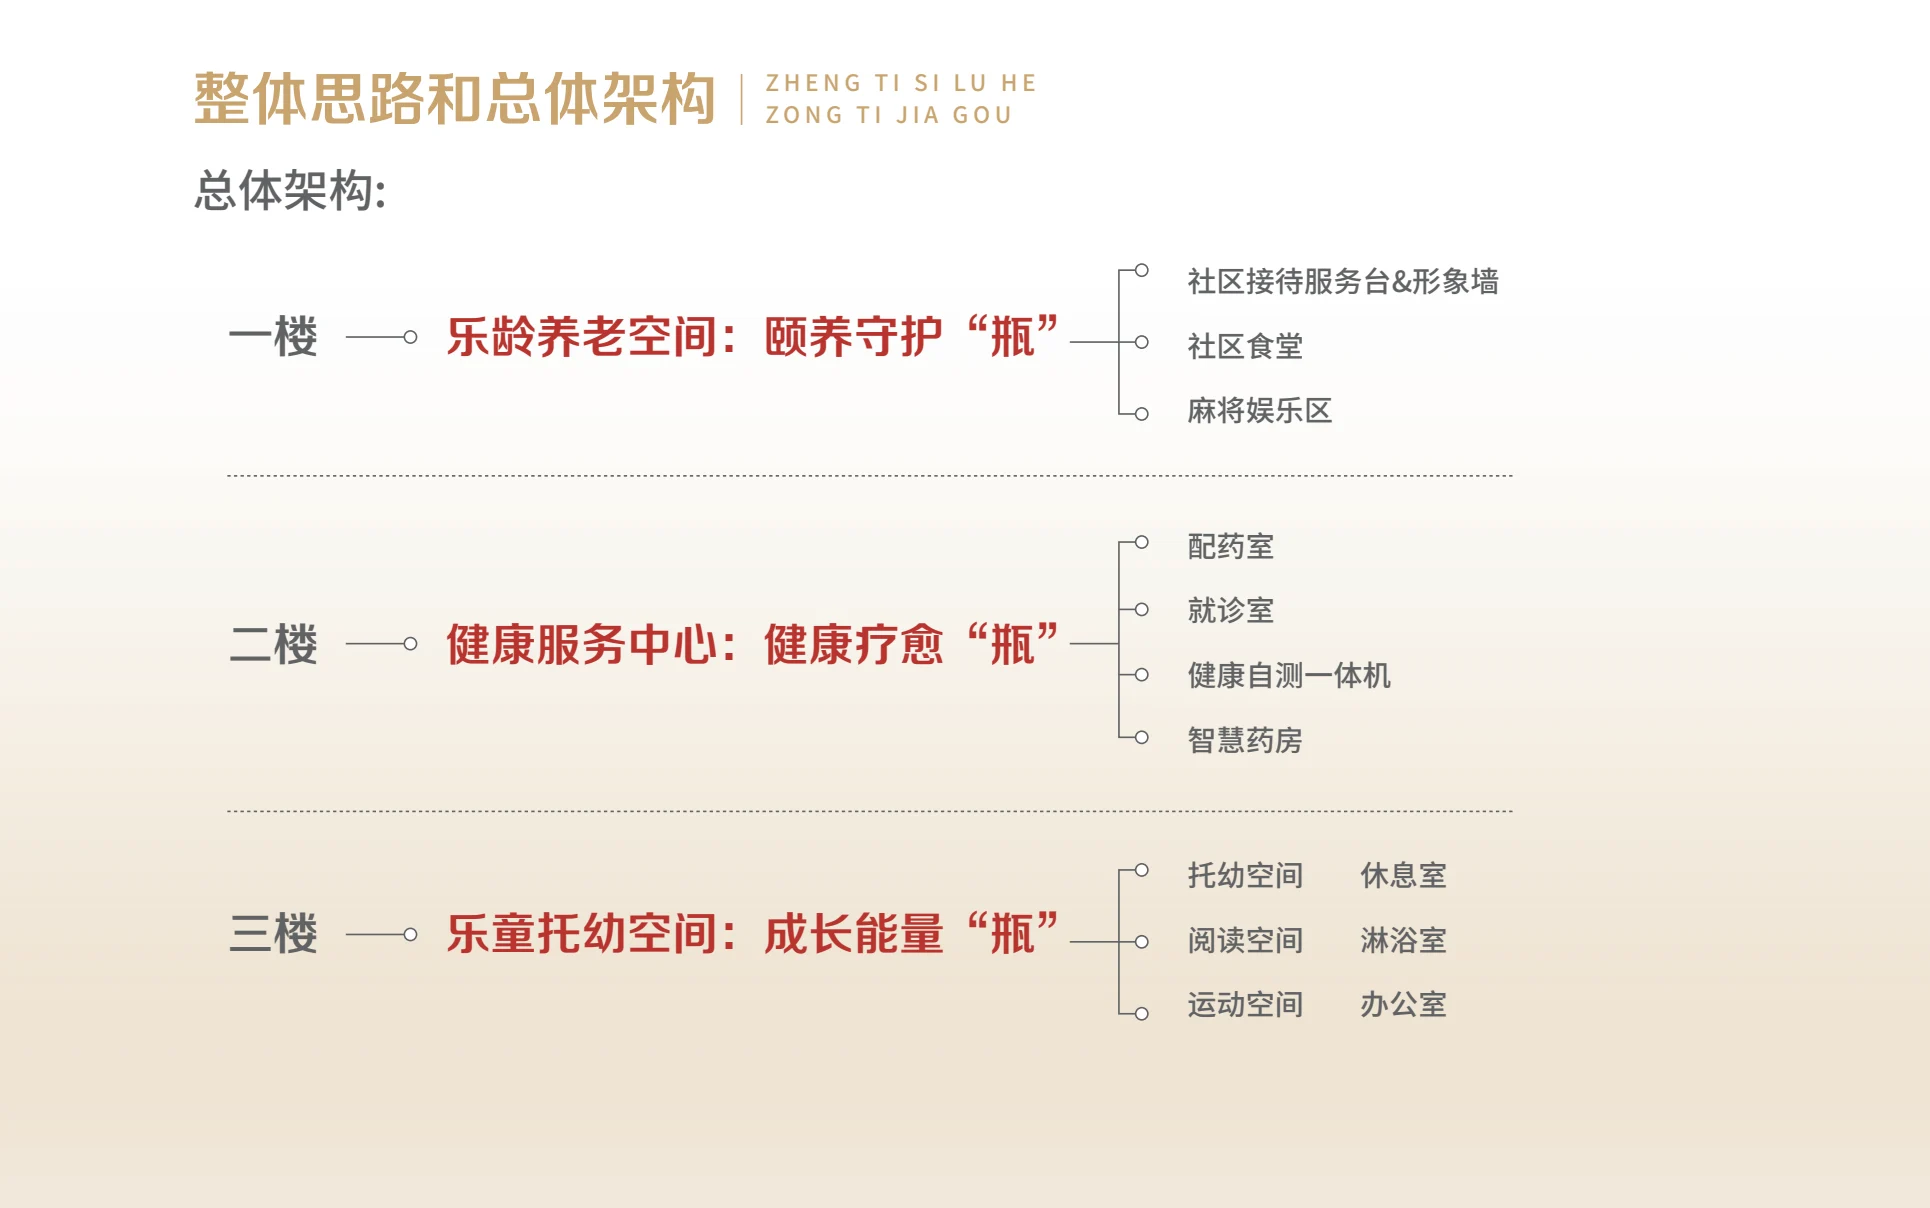 整体思路和总体架构
ZHENG TI SI LU HE
ZONG TI JIA GOU
总体架构:
一楼
乐龄养老空间：颐养守护“瓶”
社区接待服务台&形象墙
社区食堂
麻将娱乐区
二楼
健康服务中心：健康疗愈“瓶”
配药室
就诊室
健康自测一体机
智慧药房
三楼
乐童托幼空间：成长能量“瓶”
托幼空间 休息室
阅读空间 淋浴室
运动空间 办公室